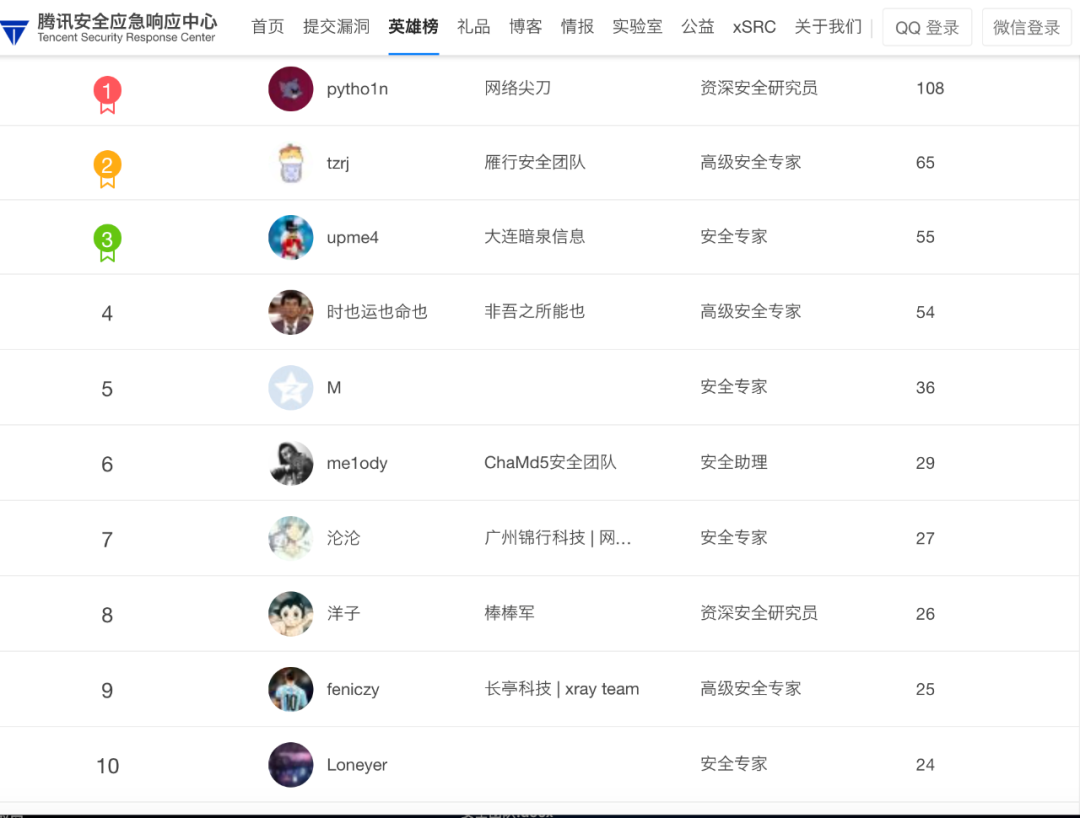 腾讯安全应急响应中心
Tencent Security Response Center
首页 提交漏洞 英雄榜 礼品 博客 情报 实验室 公益 xSRC 关于我们 QQ 登录 微信登录
1 pytho1n 网络尖刀 资深安全研究员 108
2 tzrj 雁行安全团队 高级安全专家 65
3 upme4 大连暗泉信息 安全专家 55
4 时也运也命也 非吾之所能也 高级安全专家 54
5 M 安全专家 36
6 me1ody ChaMd5安全团队 安全助理 29
7 沦沦 广州锦行科技 | 网... 安全专家 27
8 洋子 棒棒军 资深安全研究员 26
9 feniczy 长亭科技 | xray team 高级安全专家 25
10 Loneyer 安全专家 24